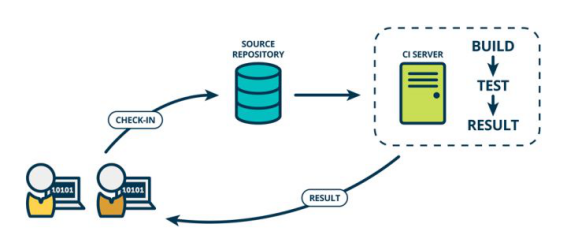 SOURCE
REPOSITORY
CI SERVER
BUILD
TEST
RESULT
CHECK-IN
10101
10101
RESULT